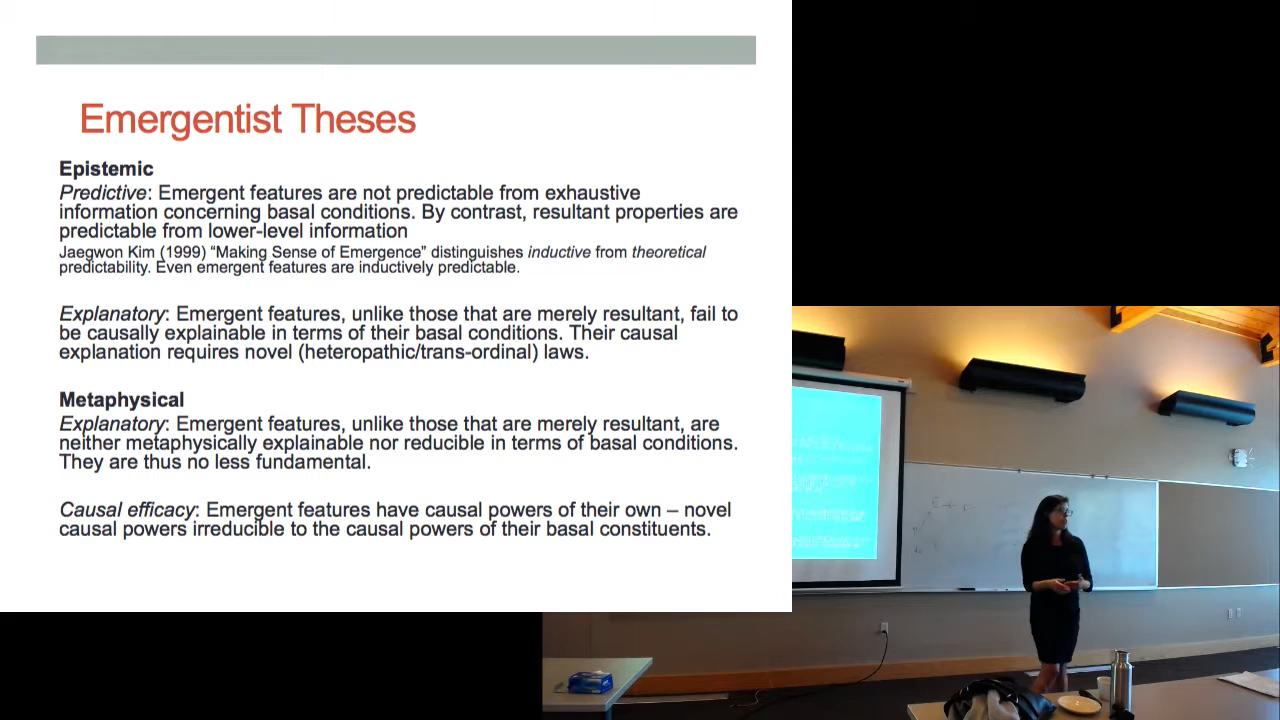 Emergentist Theses
Epistemic
Predictive: Emergent features are not predictable from exhaustive
information concerning basal conditions. By contrast, resultant properties are
predictable from lower-level information
Jaegwon Kim (1999) “Making Sense of Emergence” distinguishes inductive from theoretical
predictability. Even emergent features are inductively predictable.
Explanatory: Emergent features, unlike those that are merely resultant, fail to
be causally explainable in terms of their basal conditions. Their causal
explanation requires novel (heteropathic/trans-ordinal) laws.
Metaphysical
Explanatory: Emergent features, unlike those that are merely resultant, are
neither metaphysically explainable nor reducible in terms of basal conditions.
They are thus no less fundamental.
Causal efficacy: Emergent features have causal powers of their own – novel
causal powers irreducible to the causal powers of their basal constituents.